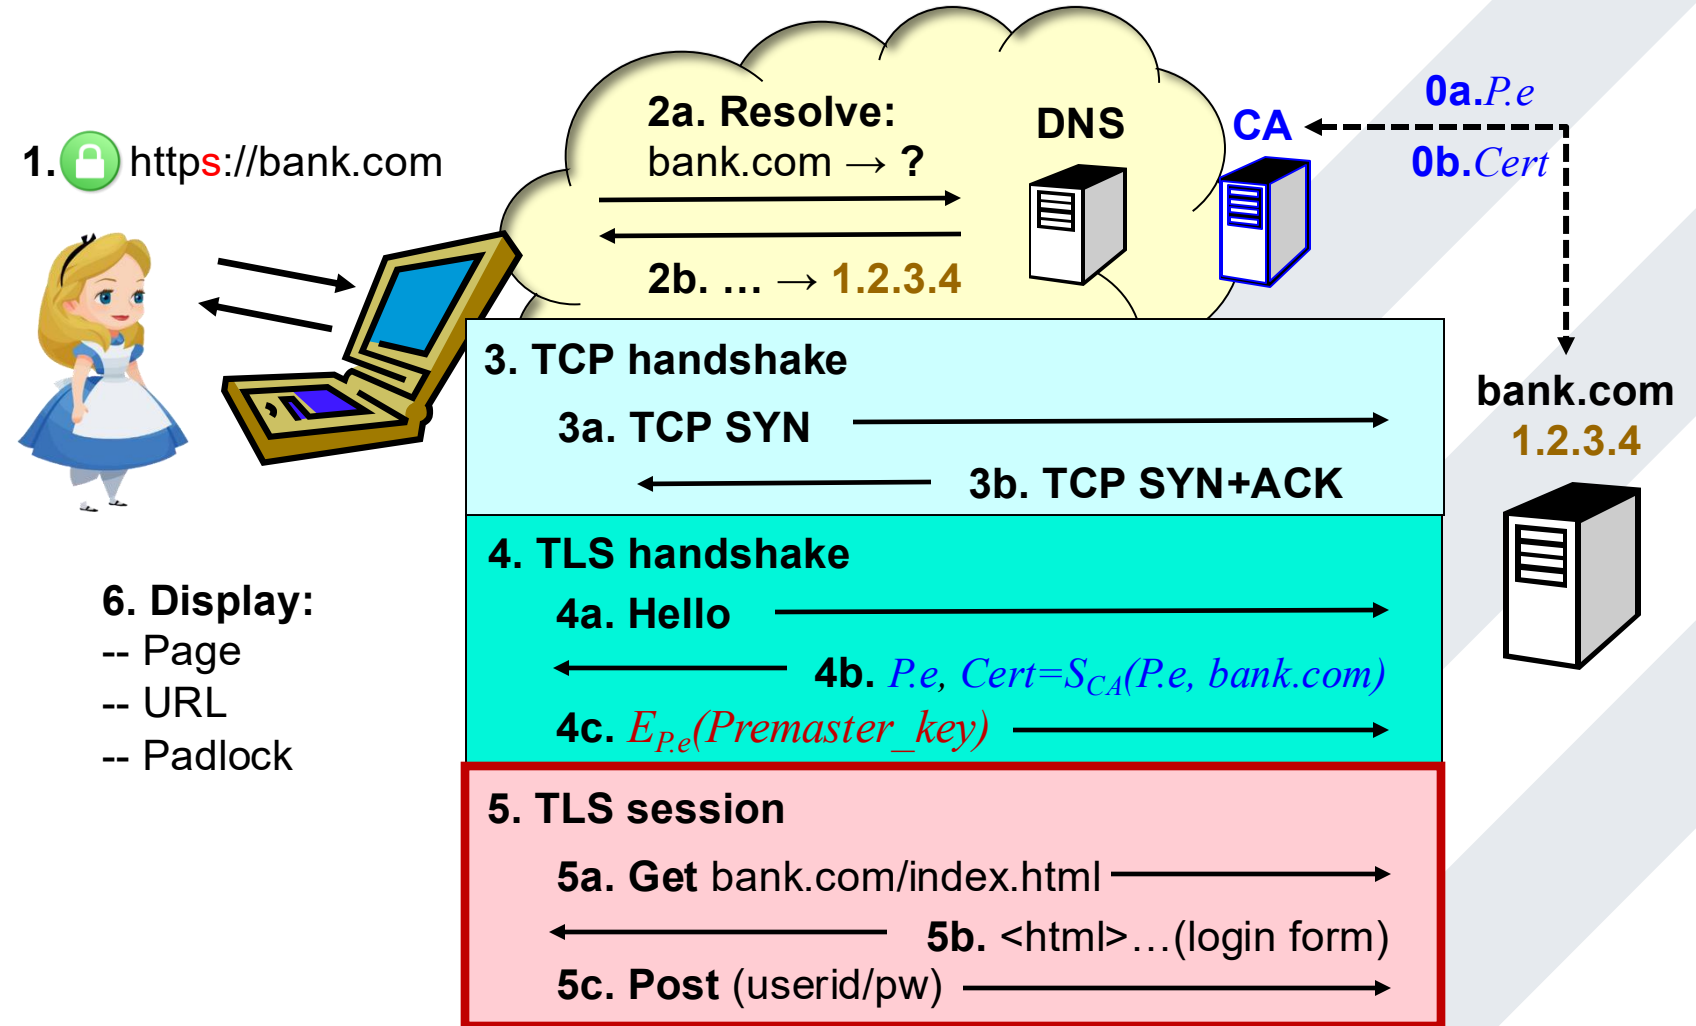 1. https://bank.com
2a. Resolve:
bank.com → ?
2b. ... → 1.2.3.4
DNS
CA
0a.P.e
0b.Cert
bank.com
1.2.3.4
3. TCP handshake
3a. TCP SYN
3b. TCP SYN+ACK
4. TLS handshake
4a. Hello
4b. P.e, Cert=S_CA(P.e, bank.com)
4c. E_P.e(Premaster_key)
5. TLS session
5a. Get bank.com/index.html
5b. <html>...(login form)
5c. Post (userid/pw)
6. Display:
-- Page
-- URL
-- Padlock